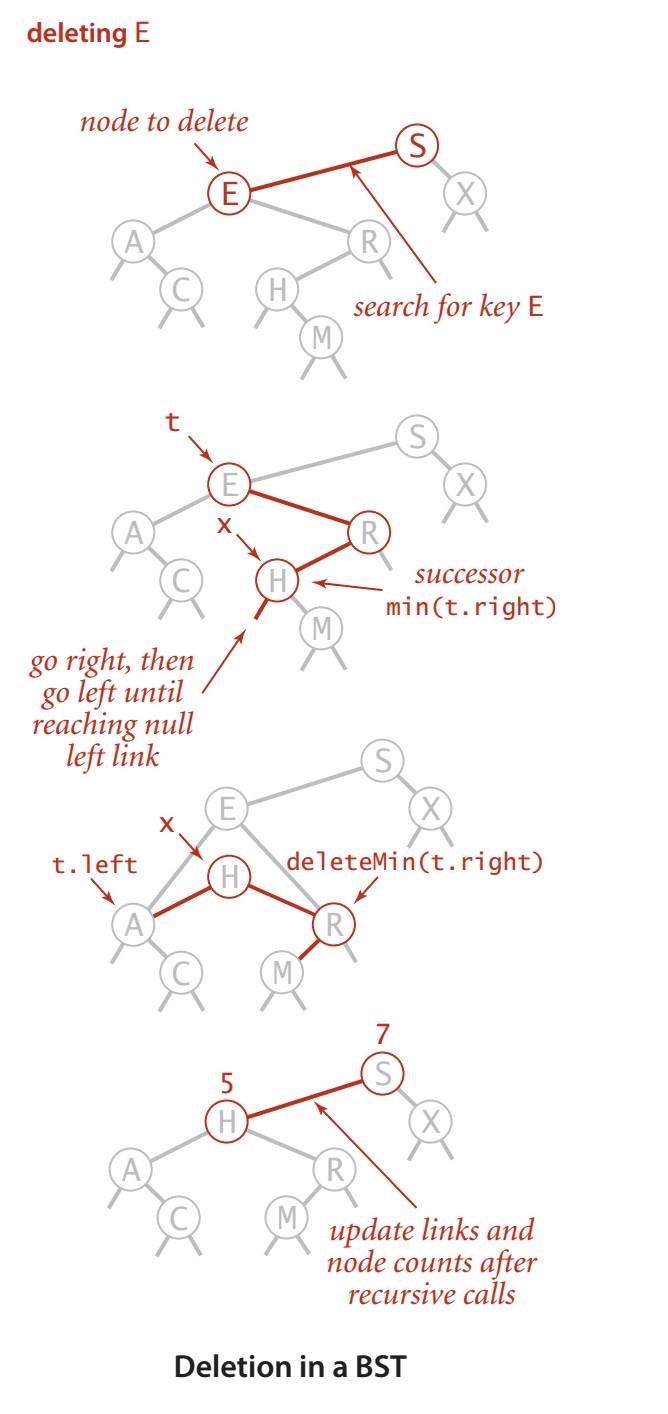 deleting E
node to delete
S
E
X
A
R
C
H
search for key E
M
t
S
E
X
x
A
R
C
H
successor
min(t.right)
M
go right, then
go left until
reaching null
left link
S
E
X
x
t.left
H
deleteMin(t.right)
A
R
C
M
7
5
S
H
X
A
R
C
M
update links and
node counts after
recursive calls
Deletion in a BST